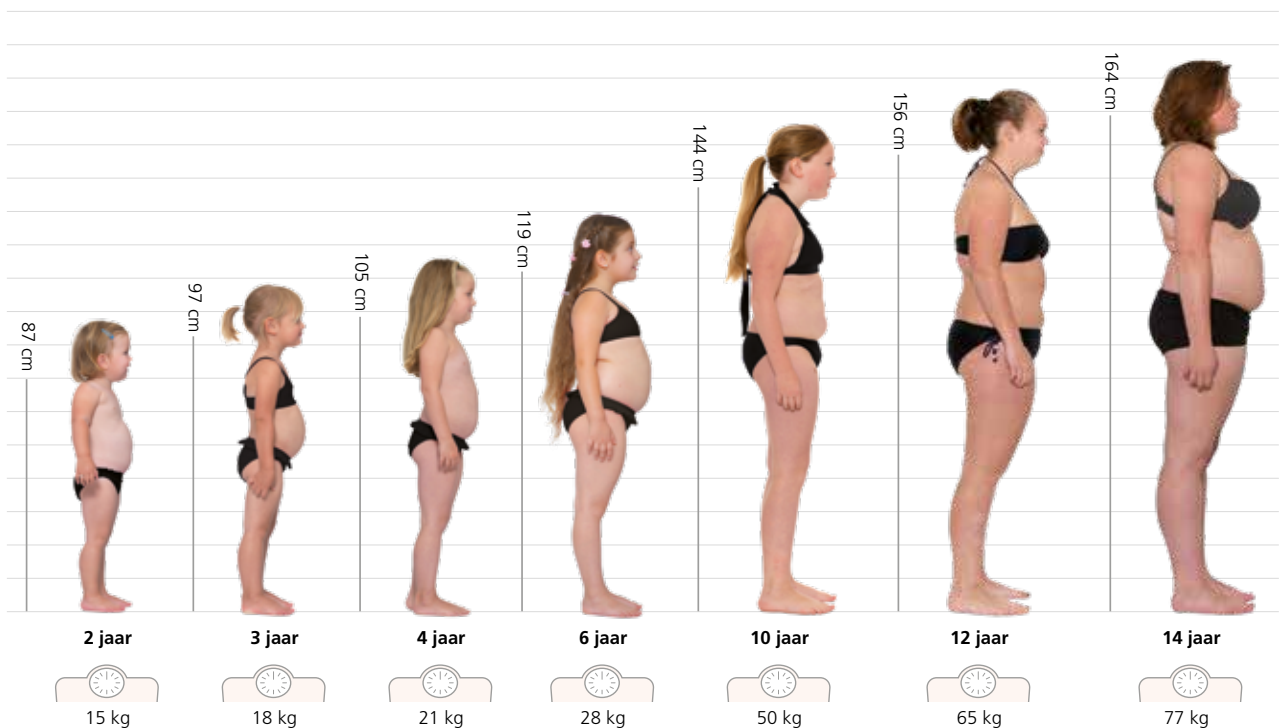 87 cm
97 cm
105 cm
119 cm
144 cm
156 cm
164 cm
2 jaar
3 jaar
4 jaar
6 jaar
10 jaar
12 jaar
14 jaar
15 kg
18 kg
21 kg
28 kg
50 kg
65 kg
77 kg